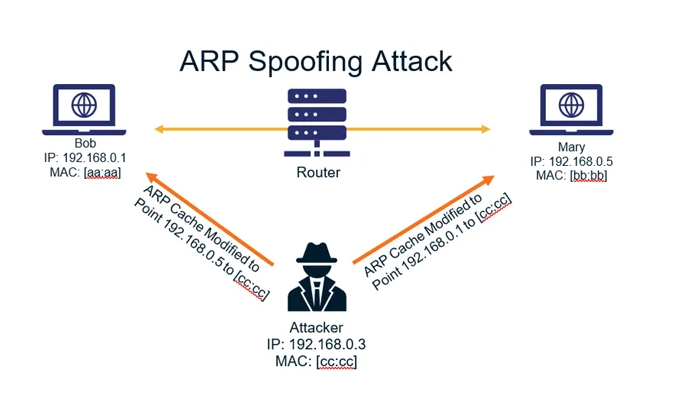 ARP Spoofing Attack
Bob
IP: 192.168.0.1
MAC: [aa:aa]
Router
Mary
IP: 192.168.0.5
MAC: [bb:bb]
ARP Cache Modified to
Point 192.168.0.5 to [cc:cc]
ARP Cache Modified to
Point 192.168.0.1 to [cc:cc]
Attacker
IP: 192.168.0.3
MAC: [cc:cc]